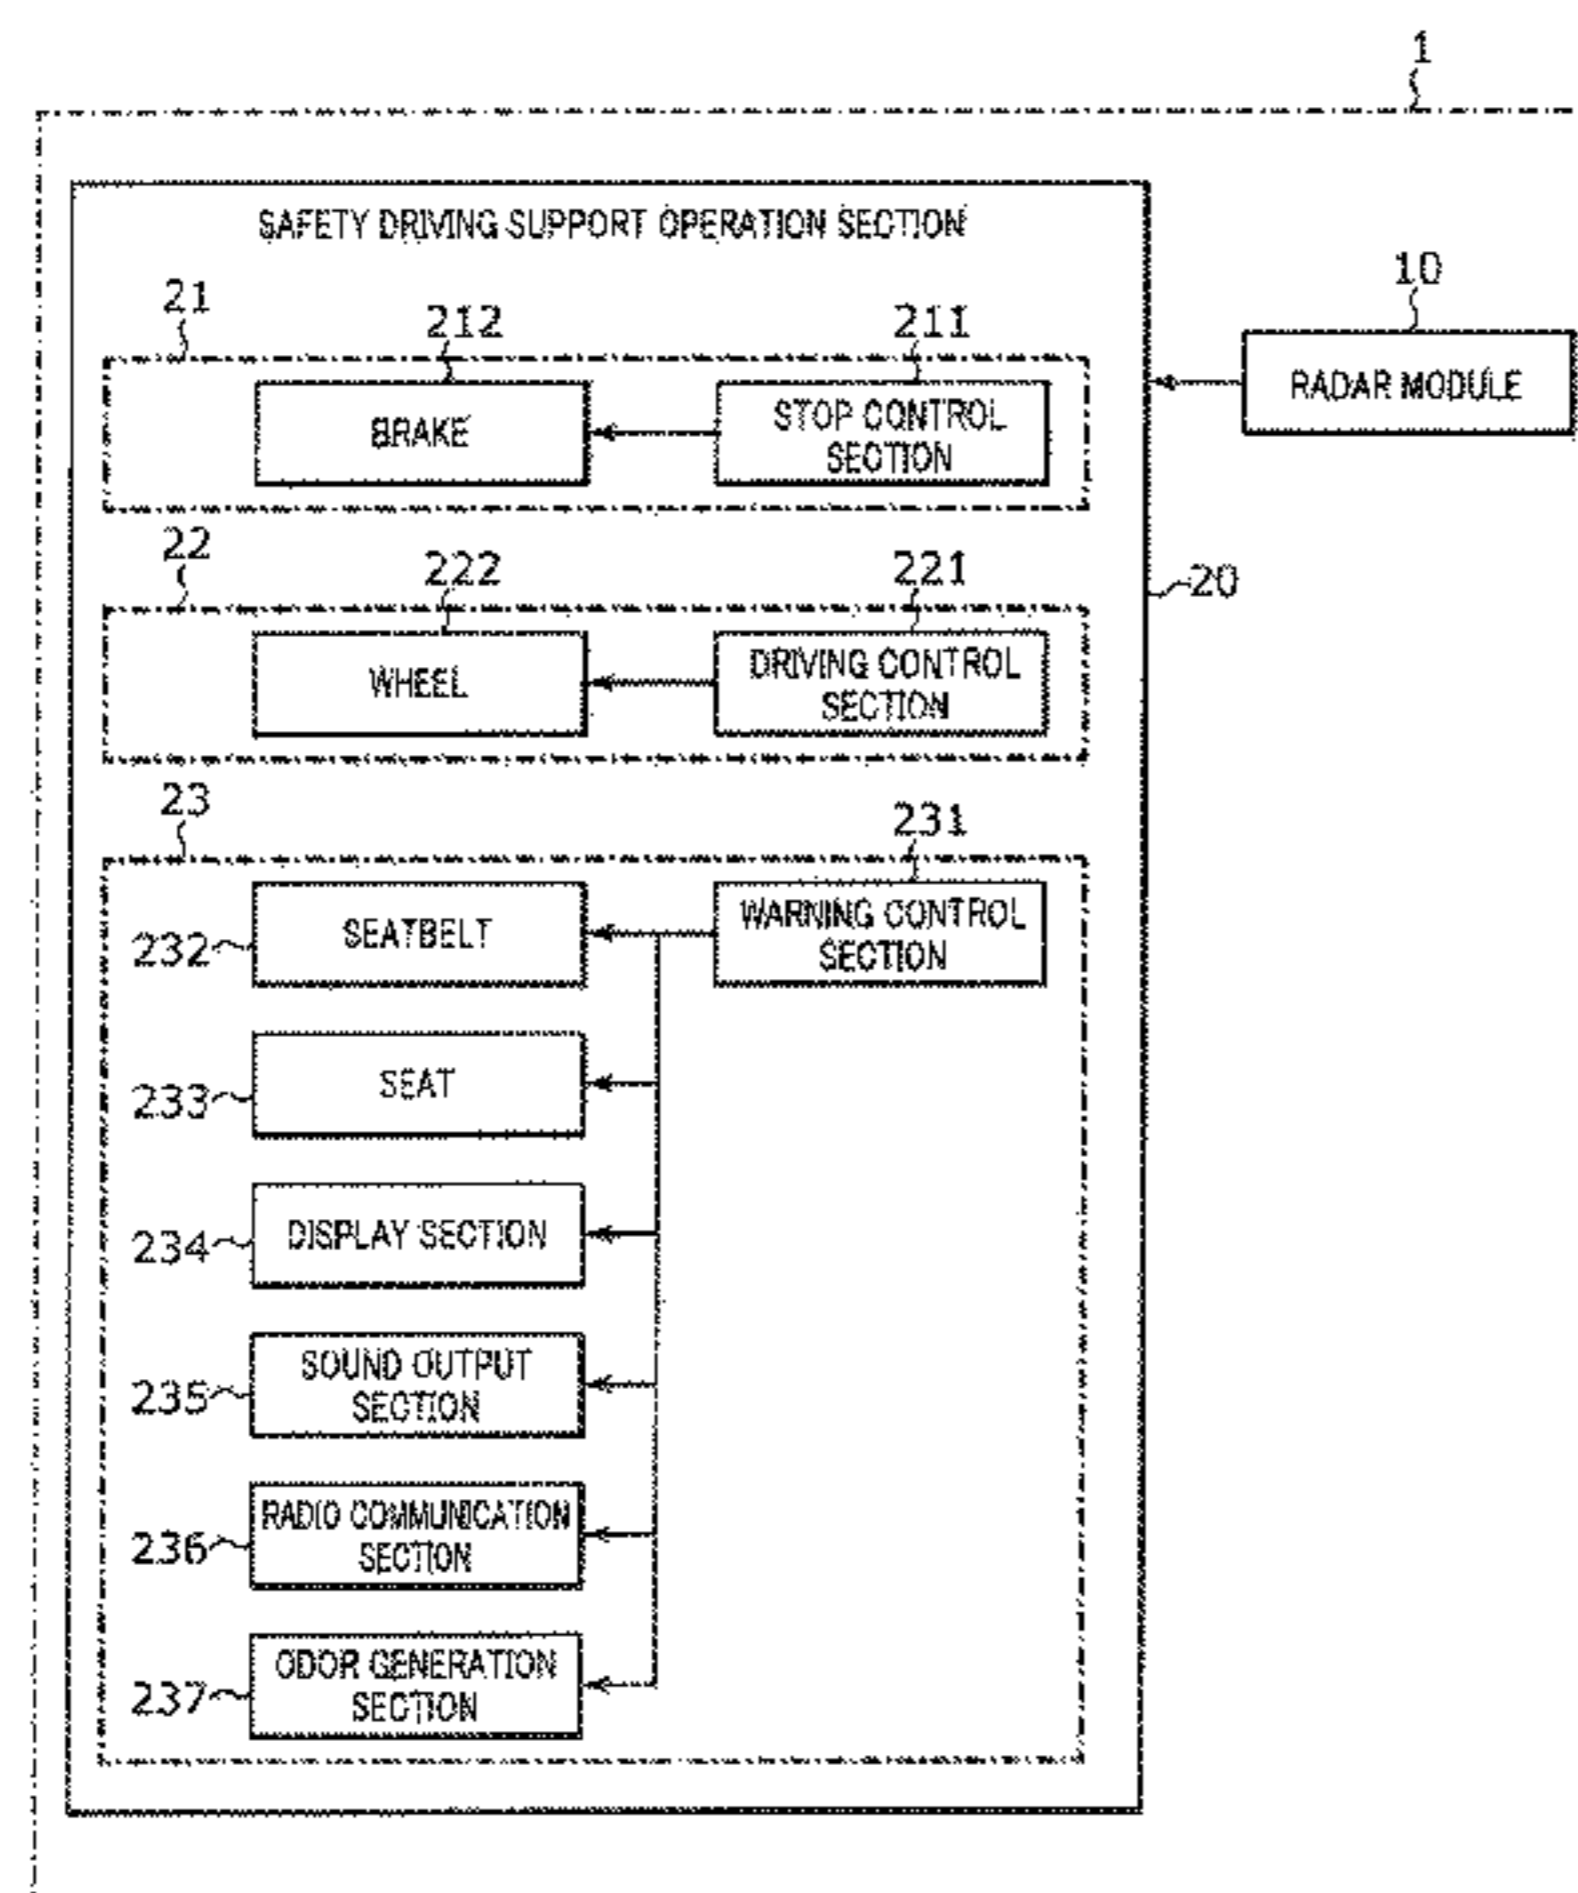 1
SAFETY DRIVING SUPPORT OPERATION SECTION
21
212
211
10
BRAKE
STOP CONTROL
SECTION
RADAR MODULE
22
222
221
20
WHEEL
DRIVING CONTROL
SECTION
23
231
232
SEATBELT
WARNING CONTROL
SECTION
233
SEAT
234
DISPLAY SECTION
235
SOUND OUTPUT
SECTION
236
RADIO COMMUNICATION
SECTION
237
ODOR GENERATION
SECTION